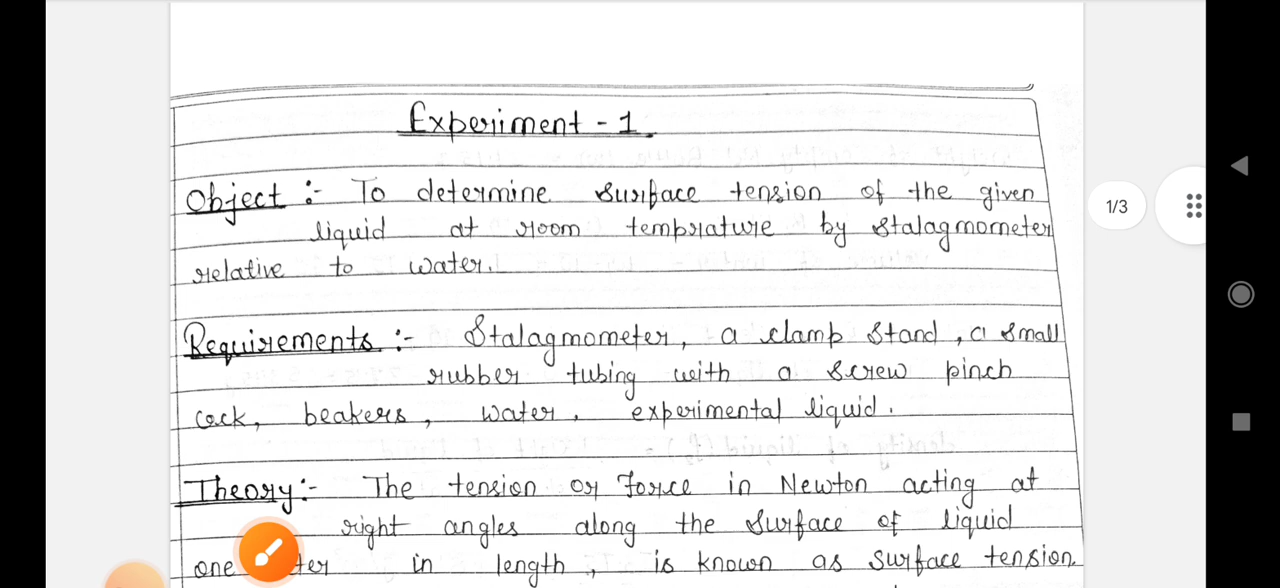 Experiment - 1
Object :- To determine surface tension of the given
liquid at room temprature by stalagmometer
relative to water.
Requirements :- Stalagmometer, a clamp stand, a small
rubber tubing with a screw pinch
cock, beakers, water, experimental liquid.
Theory :- The tension or Force in Newton acting at
right angles along the surface of liquid
one in length, is known as surface tension.
1/3